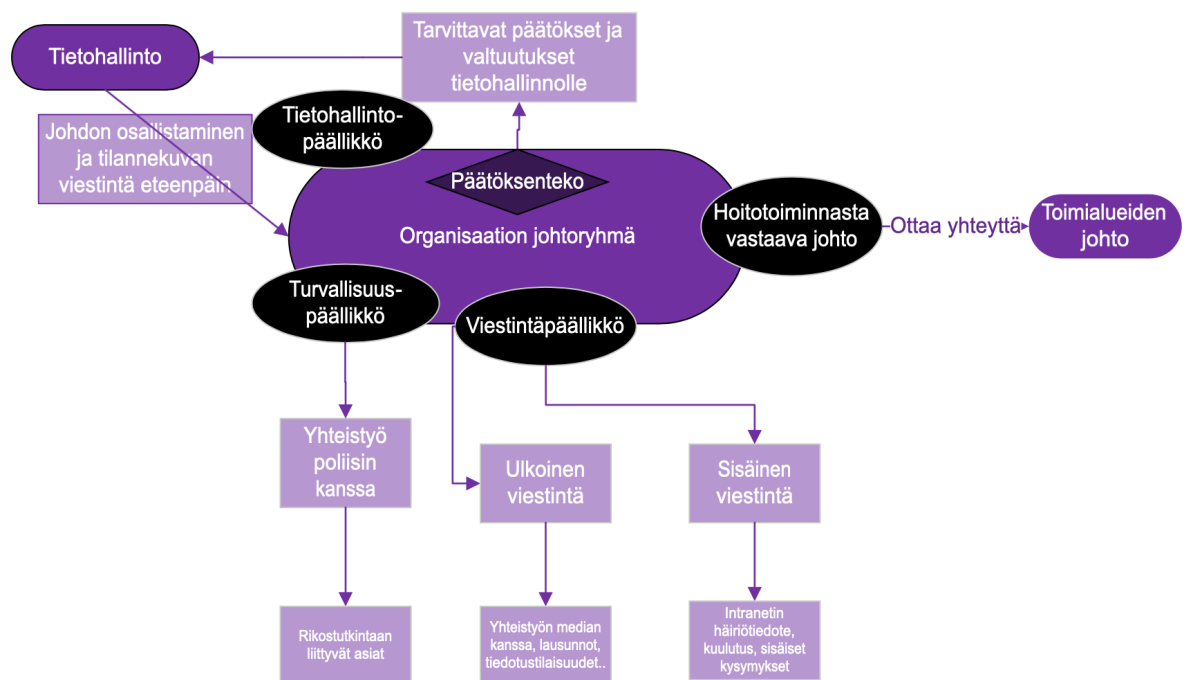 Tietohallinto
Tarvittavat päätökset ja
valtuutukset
tietohallinnolle
Johdon osallistaminen
ja tilannekuvan
viestintä eteenpäin
Tietohallinto-
päällikkö
Päätöksenteko
Organisaation johtoryhmä
Hoitotoiminnasta
vastaava johto
Ottaa yhteyttä
Toimialueiden
johto
Turvallisuus-
päällikkö
Viestintäpäällikkö
Yhteistyö
poliisin
kanssa
Ulkoinen
viestintä
Sisäinen
viestintä
Rikostutkintaan
liittyvät asiat
Yhteistyön median
kanssa, lausunnot,
tiedotustilaisuudet..
Intranetin
häiriötiedote,
kuulutus, sisäiset
kysymykset